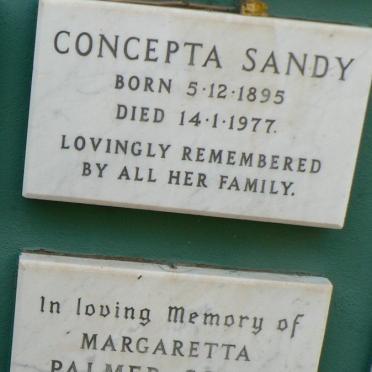 CONCEPTA SANDY
BORN 5·12·1895
DIED 14·1·1977.
LOVINGLY REMEMBERED
BY ALL HER FAMILY.
In loving Memory of
MARGARETTA
PALMER